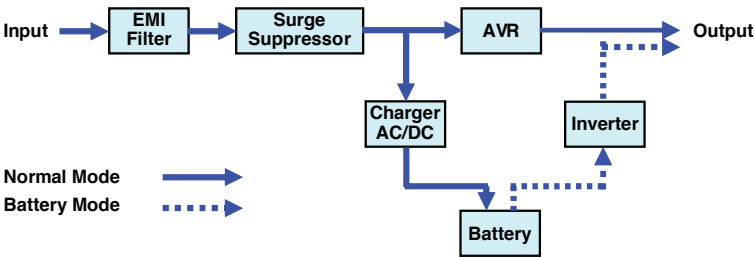 Input
EMI
Filter
Surge
Suppressor
AVR
Output
Charger
AC/DC
Inverter
Normal Mode
Battery Mode
Battery